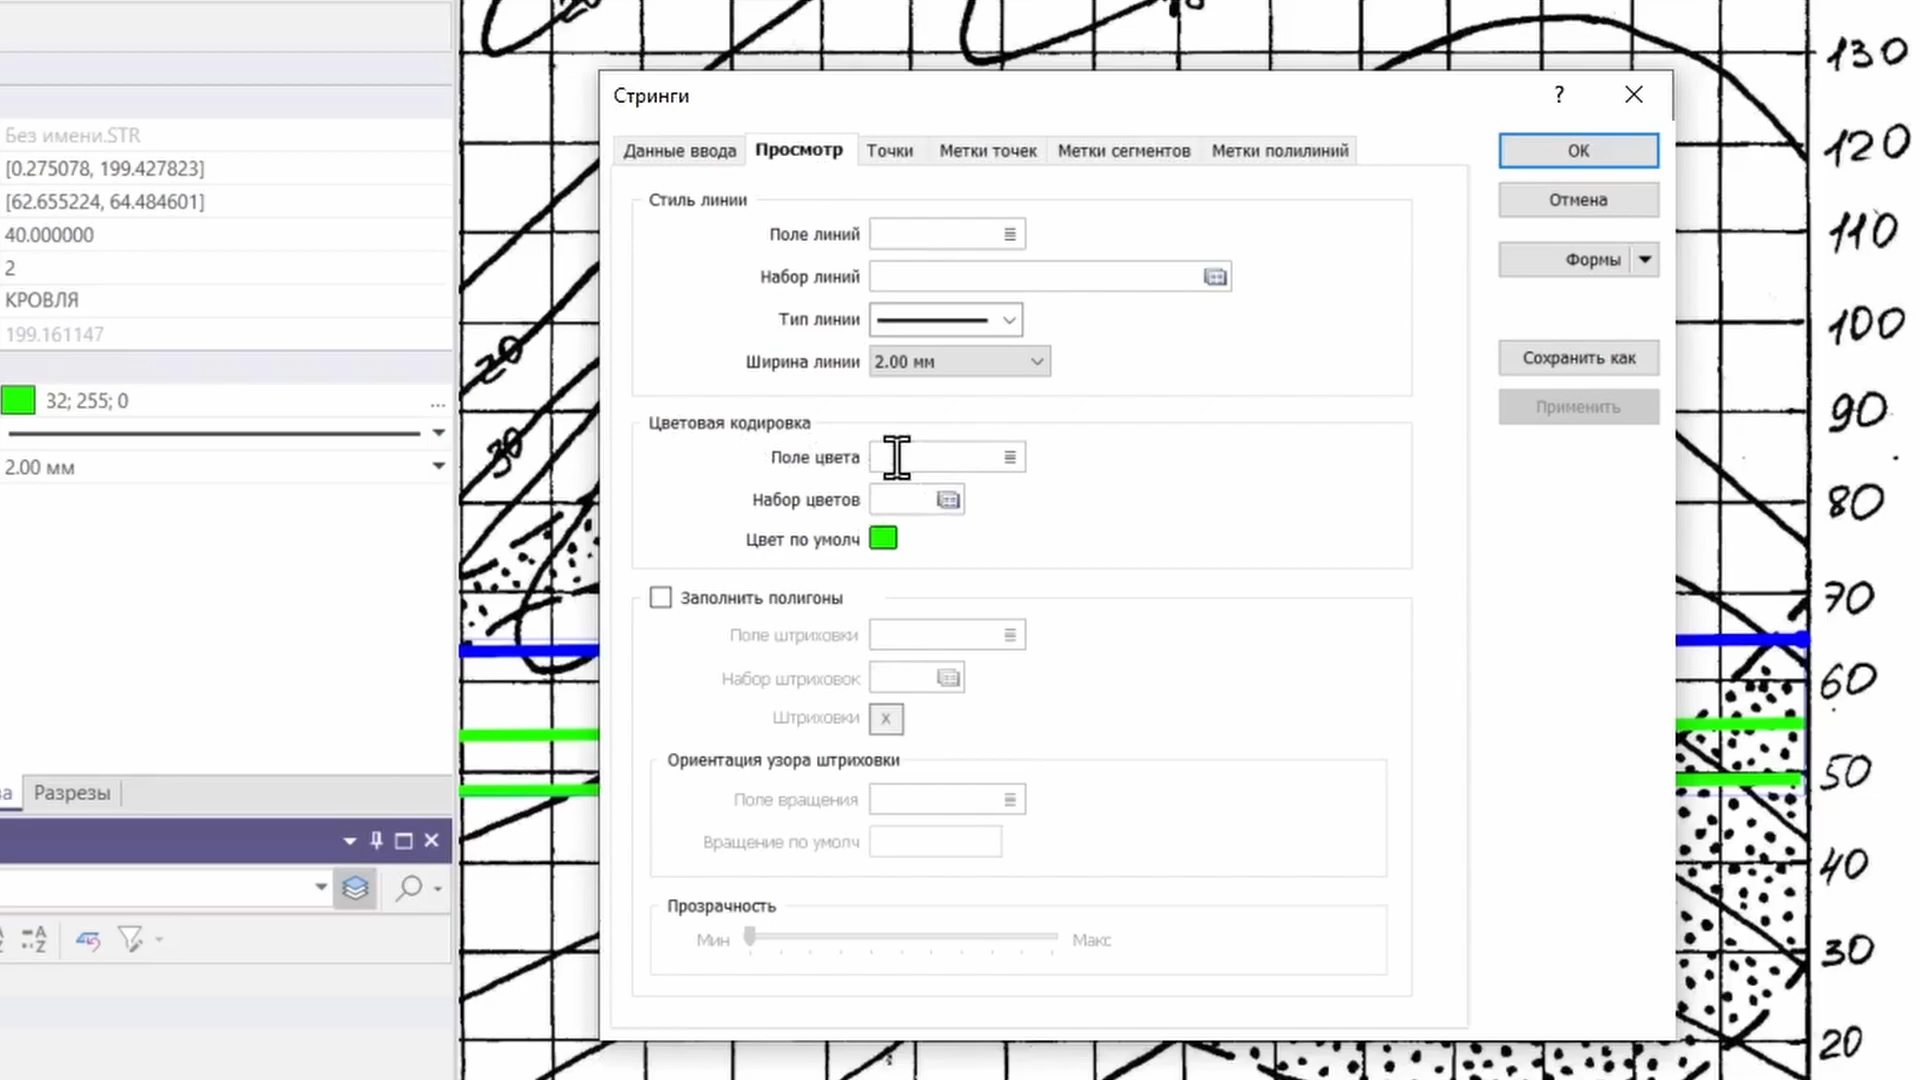 Без имени.STR
[0.275078, 199.427823]
[62.655224, 64.484601]
40.000000
2
КРОВЛЯ
199.161147
32; 255; 0
...
2.00 мм
Разрезы
Стринги
?
Данные ввода
Просмотр
Точки
Метки точек
Метки сегментов
Метки полилиний
Стиль линии
Поле линий
Набор линий
Тип линии
Ширина линии 2.00 мм
Цветовая кодировка
Поле цвета
Набор цветов
Цвет по умолч
Заполнить полигоны
Поле штриховки
Набор штриховок
Штриховки X
Ориентация узора штриховки
Поле вращения
Вращение по умолч
Прозрачность
Мин Макс
OK
Отмена
Формы
Сохранить как
Применить
20
30
130
120
110
100
90
80
70
60
50
40
30
20